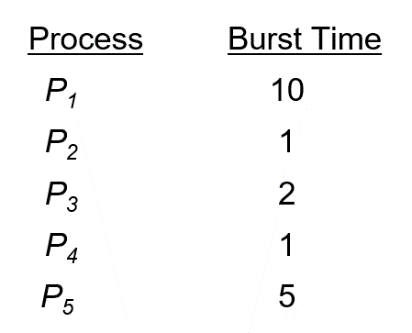 Process Burst Time
P1 10
P2 1
P3 2
P4 1
P5 5